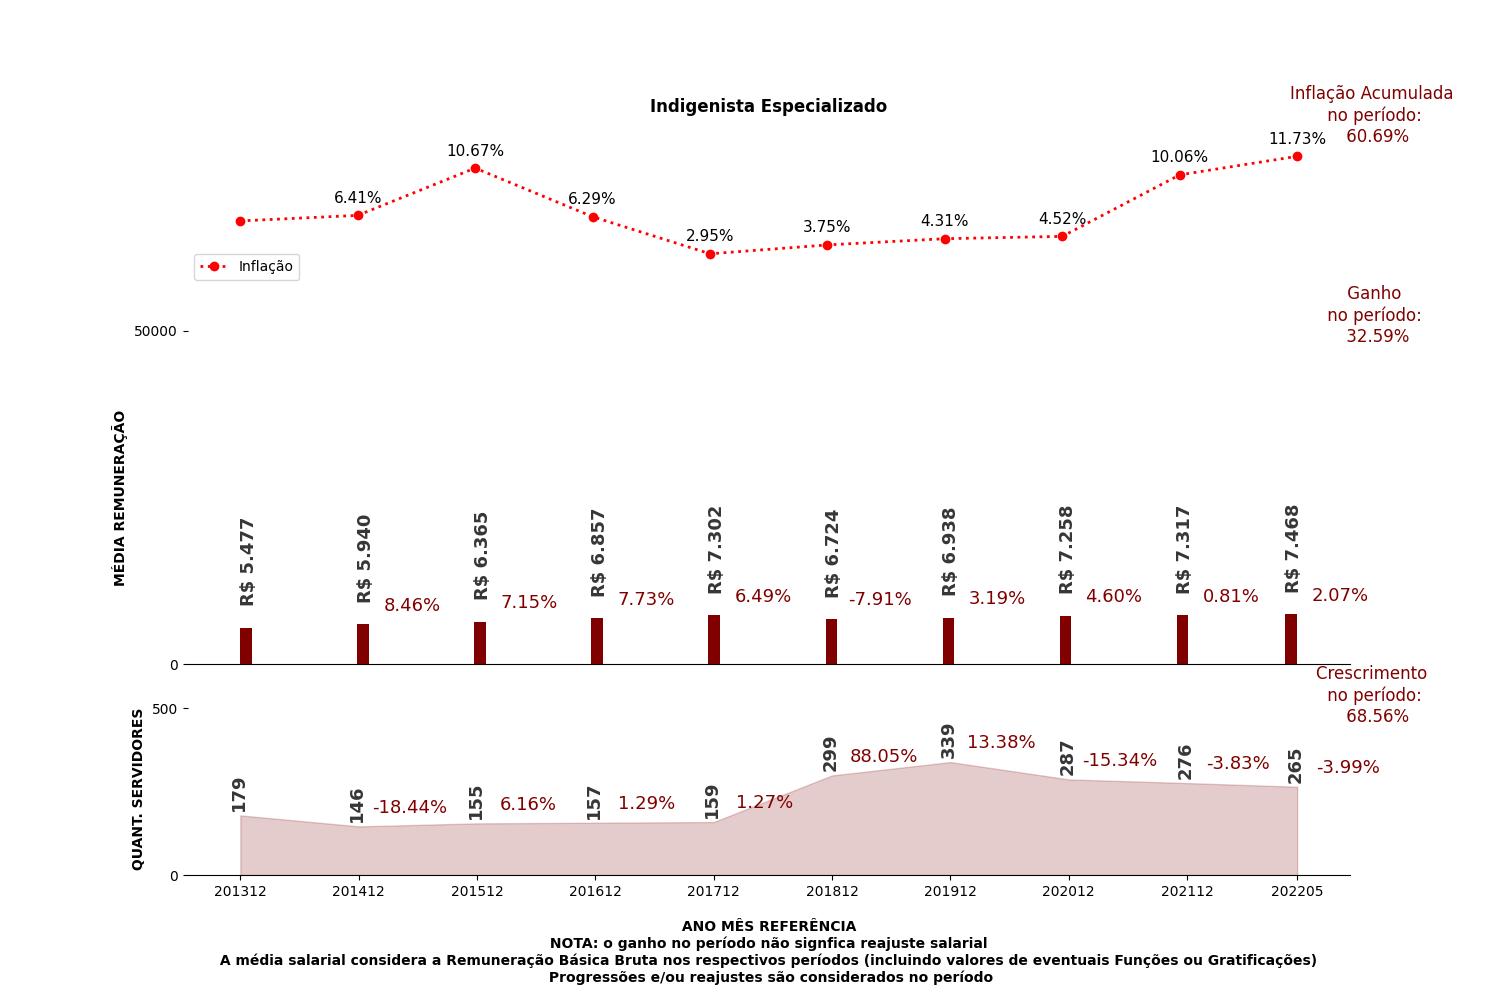 Indigenista Especializado
Inflação Acumulada
no período:
60.69%
6.41%
10.67%
6.29%
2.95%
3.75%
4.31%
4.52%
10.06%
11.73%
Inflação
Ganho
no período:
32.59%
MÉDIA REMUNERAÇÃO
50000
0
R$ 5.477
R$ 5.940
8.46%
R$ 6.365
7.15%
R$ 6.857
7.73%
R$ 7.302
6.49%
R$ 6.724
-7.91%
R$ 6.938
3.19%
R$ 7.258
4.60%
R$ 7.317
0.81%
R$ 7.468
2.07%
Crescrimento
no período:
68.56%
QUANT. SERVIDORES
500
0
179
146
-18.44%
155
6.16%
157
1.29%
159
1.27%
299
88.05%
339
13.38%
287
-15.34%
276
-3.83%
265
-3.99%
201312
201412
201512
201612
201712
201812
201912
202012
202112
202205
ANO MÊS REFERÊNCIA
NOTA: o ganho no período não signfica reajuste salarial
A média salarial considera a Remuneração Básica Bruta nos respectivos períodos (incluindo valores de eventuais Funções ou Gratificações)
Progressões e/ou reajustes são considerados no período